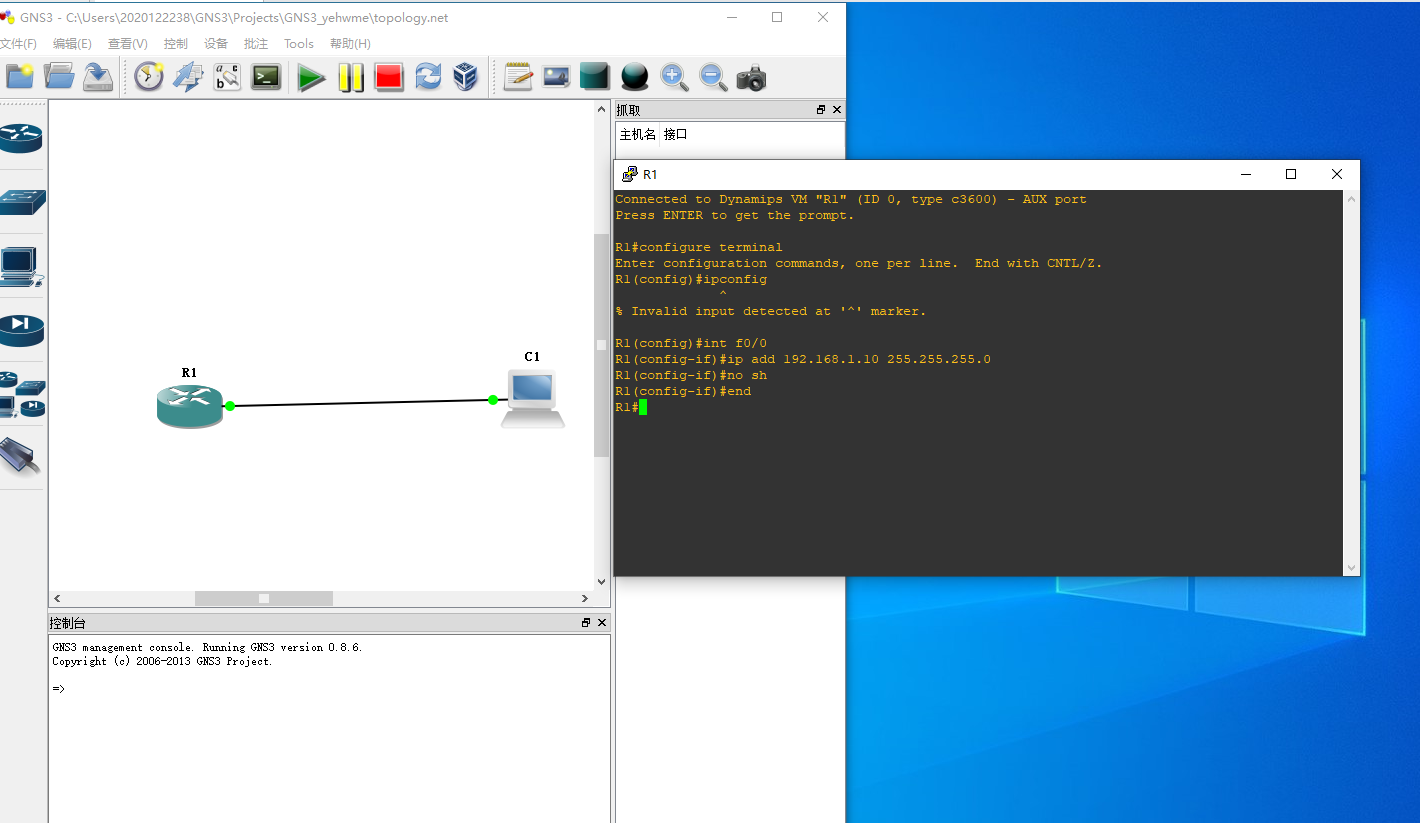 GNS3 - C:\Users\2020122238\GNS3\Projects\GNS3_yehwme\topology.net
文件(F) 编辑(E) 查看(V) 控制 设备 批注 Tools 帮助(H)
抓取
主机名 接口
R1
C1
R1
Connected to Dynamips VM "R1" (ID 0, type c3600) - AUX port
Press ENTER to get the prompt.
R1#configure terminal
Enter configuration commands, one per line.  End with CNTL/Z.
R1(config)#ipconfig
^
% Invalid input detected at '^' marker.
R1(config)#int f0/0
R1(config-if)#ip add 192.168.1.10 255.255.255.0
R1(config-if)#no sh
R1(config-if)#end
R1#
控制台
GNS3 management console. Running GNS3 version 0.8.6.
Copyright (c) 2006-2013 GNS3 Project.
=>